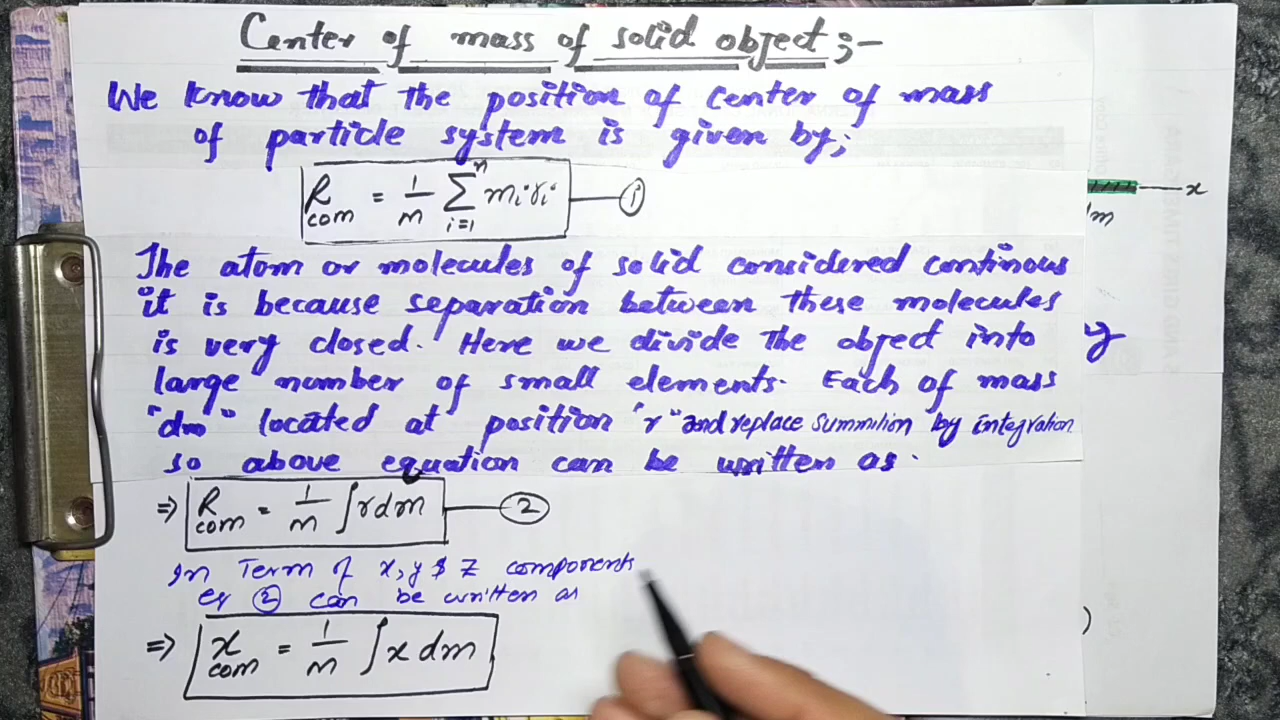 Center of mass of solid object;-
We know that the position of center of mass
of particle system is given by;
R com = 1/m Σ i=1 n mi ri — ①
The atom or molecules of solid considered continous
it is because separation between these molecules
is very closed. Here we divide the object into
large number of small elements. Each of mass
"dm" located at position "r" and replace summition by integration
so above equation can be written as.
⇒ R com = 1/m ∫ r dm — ②
In Term of x, y $ z components
eq ② can be written as
⇒ x com = 1/m ∫ x dm
x
y
)